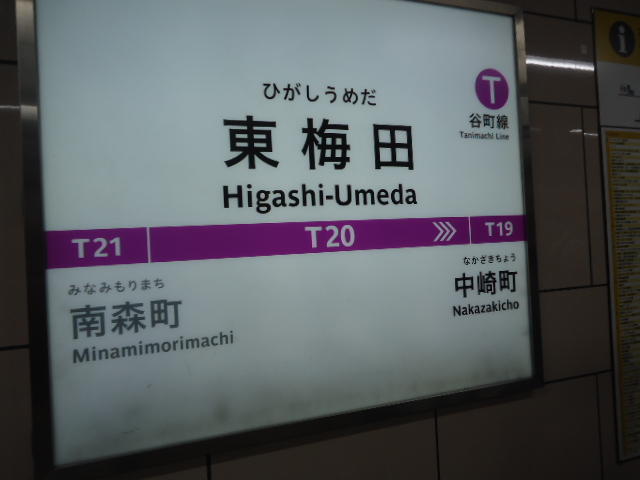 ひがしうめだ
東梅田
Higashi-Umeda
T
谷町線
Tanimachi Line
T21
T20
T19
みなみもりまち
南森町
Minamimorimachi
なかざきちょう
中崎町
Nakazakicho
i